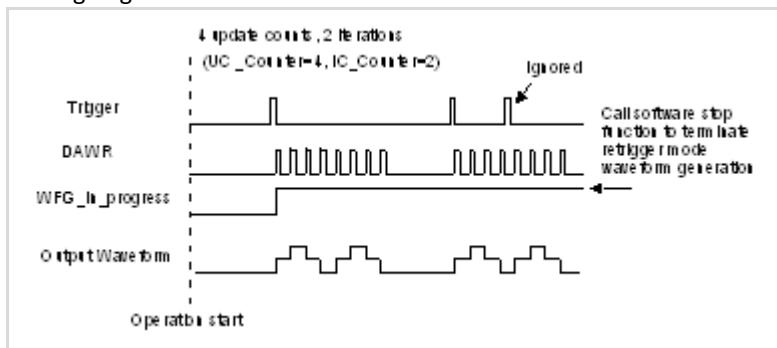 4 update counts, 2 iterations
(UC_Counter=4, IC_Counter=2)
Ignored
Trigger
Call software stop
function to terminate
retrigger mode
waveform generation
DAWR
WFG_in_progress
Output Waveform
Operation start